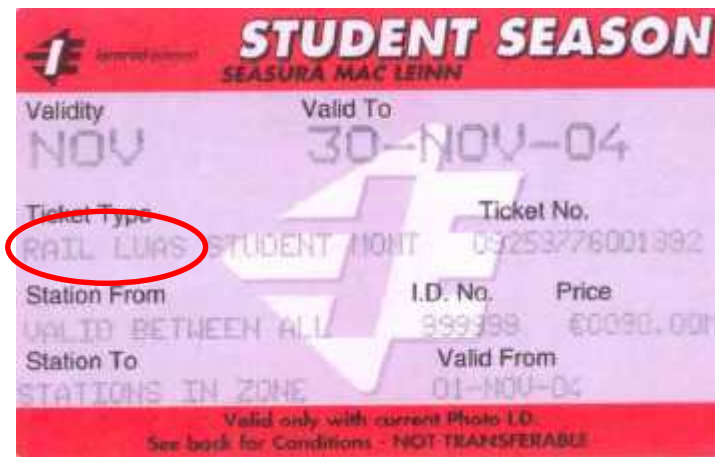 STUDENT SEASON
SEASURA MAC LEINN
Validity Valid To
NOV 30-NOV-04
Ticket Type Ticket No.
RAIL LUAS STUDENT MONT
Station From I.D. No. Price
VALID BETWEEN ALL 999999 €0090.00M
Station To Valid From
STATIONS IN ZONE 01-NOV-04
Valid only with current Photo I.D.
See back for Conditions - NOT TRANSFERABLE